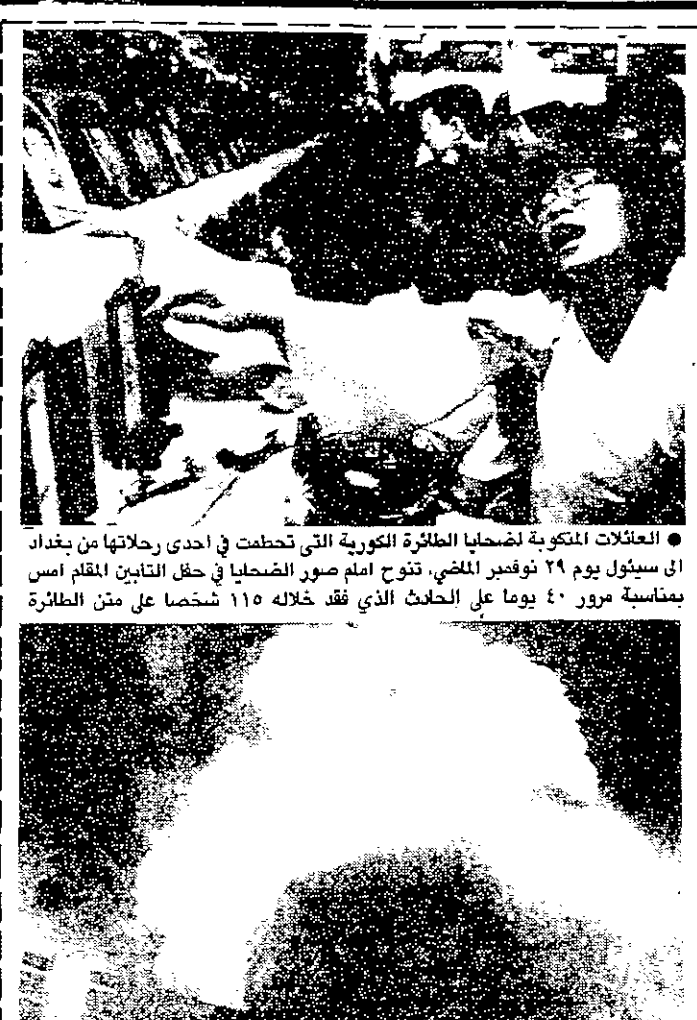 ● العائلات المنكوبة لضحايا الطائرة الكورية التي تحطمت في احدى رحلاتها من بغداد
الى سيئول يوم ٢٩ نوفمبر الماضي، تنوح امام صور الضحايا في حفل التأبين المقام امس
بمناسبة مرور ٤٠ يوما على الحادث الذي فقد خلاله ١١٥ شخصا على متن الطائرة